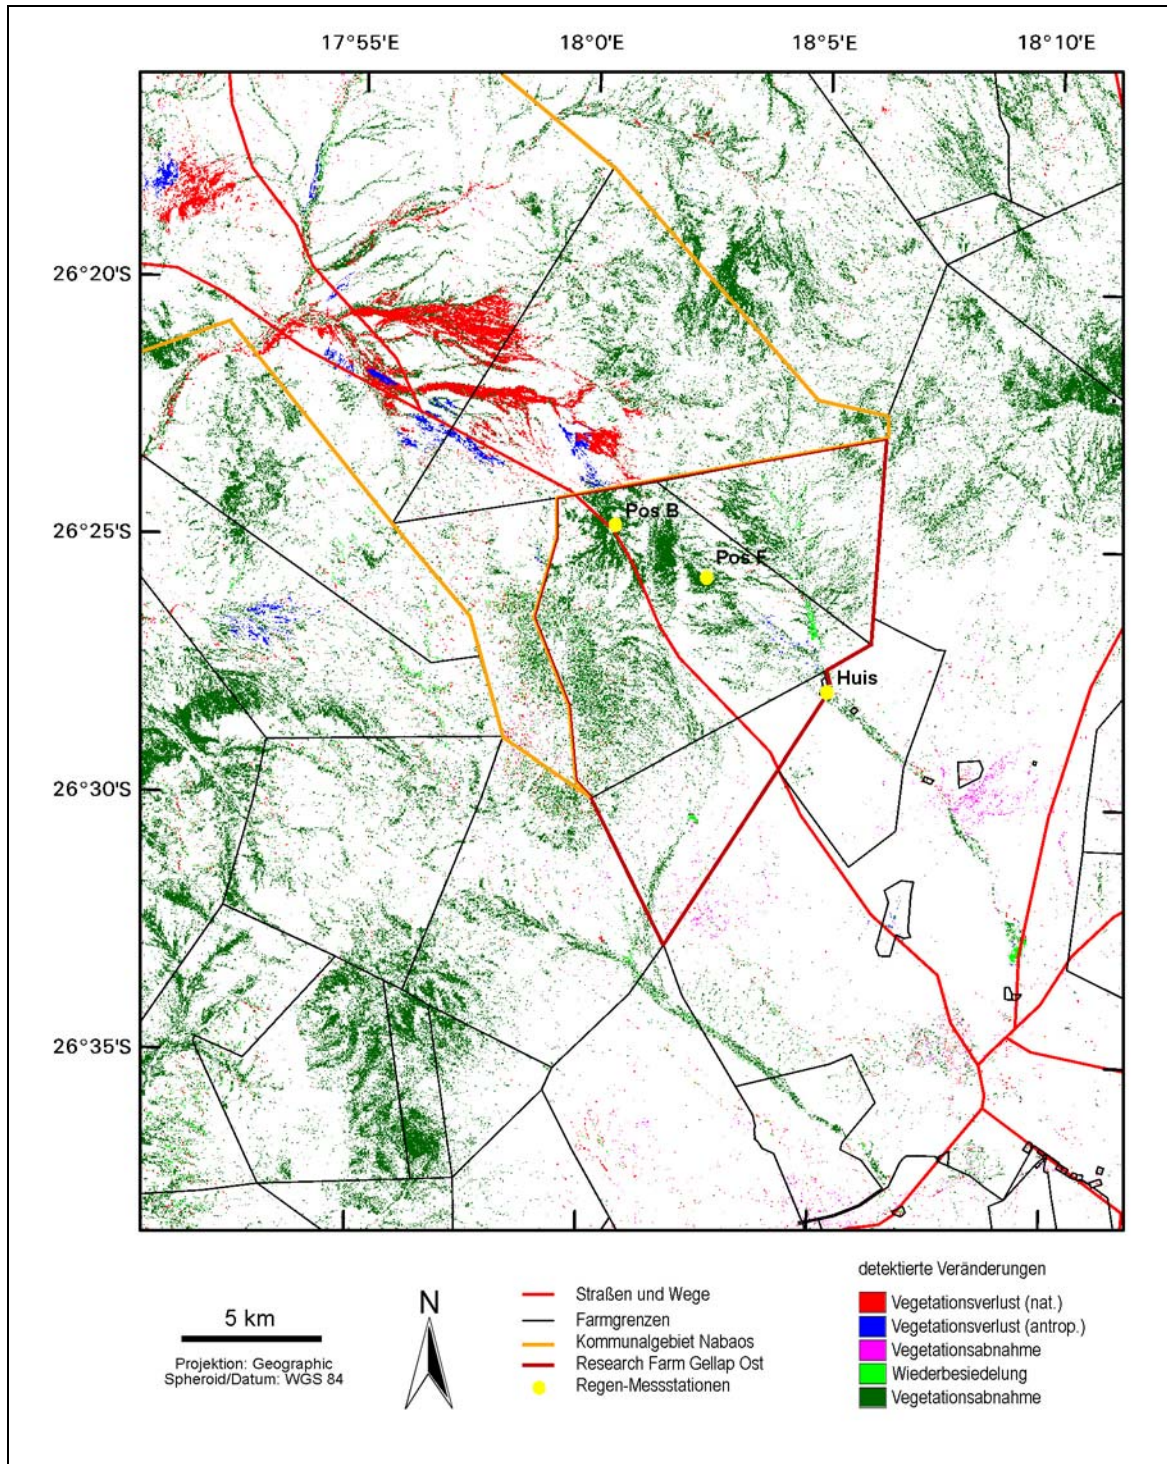 17°55'E 18°0'E 18°5'E 18°10'E
26°20'S
26°25'S
26°30'S
26°35'S
Pos B
Pos F
Huis
5 km
Projektion: Geographic
Spheroid/Datum: WGS 84
N
Straßen und Wege
Farmgrenzen
Kommunalgebiet Nabaos
Research Farm Gellap Ost
Regen-Messstationen
detektierte Veränderungen
Vegetationsverlust (nat.)
Vegetationsverlust (antrop.)
Vegetationsabnahme
Wiederbesiedelung
Vegetationsabnahme